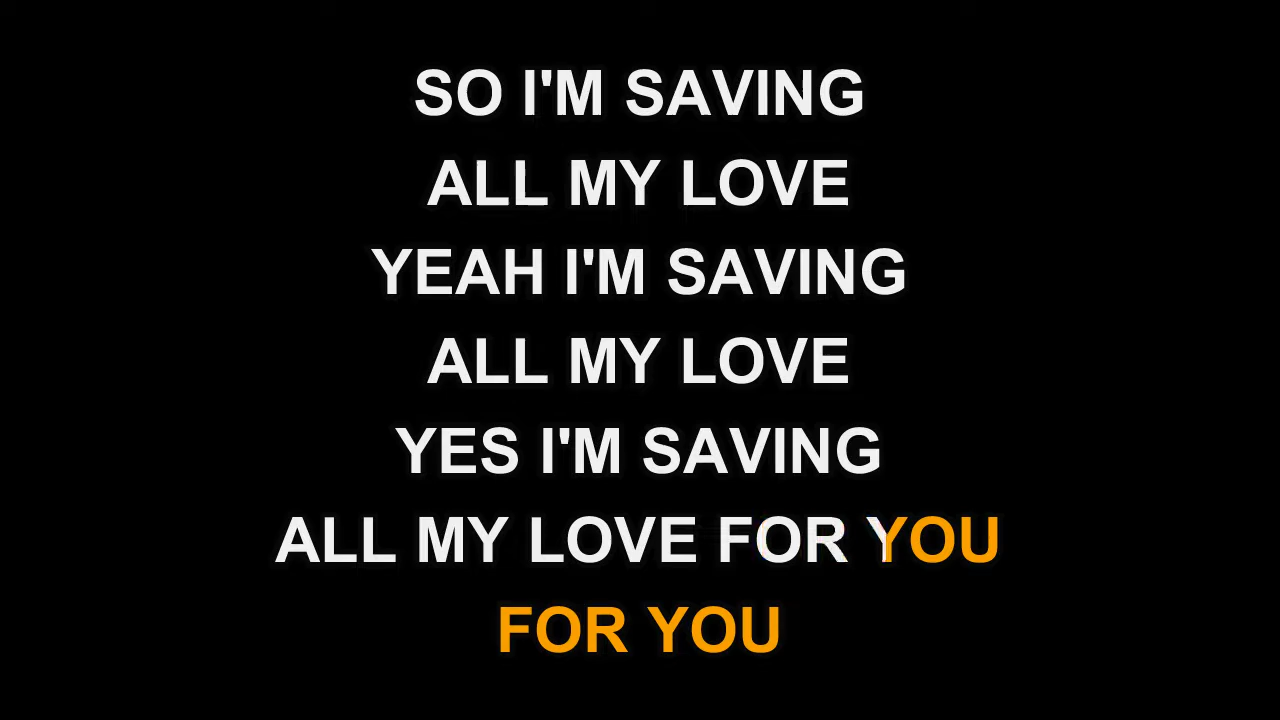 SO I'M SAVING
ALL MY LOVE
YEAH I'M SAVING
ALL MY LOVE
YES I'M SAVING
ALL MY LOVE FOR YOU
FOR YOU